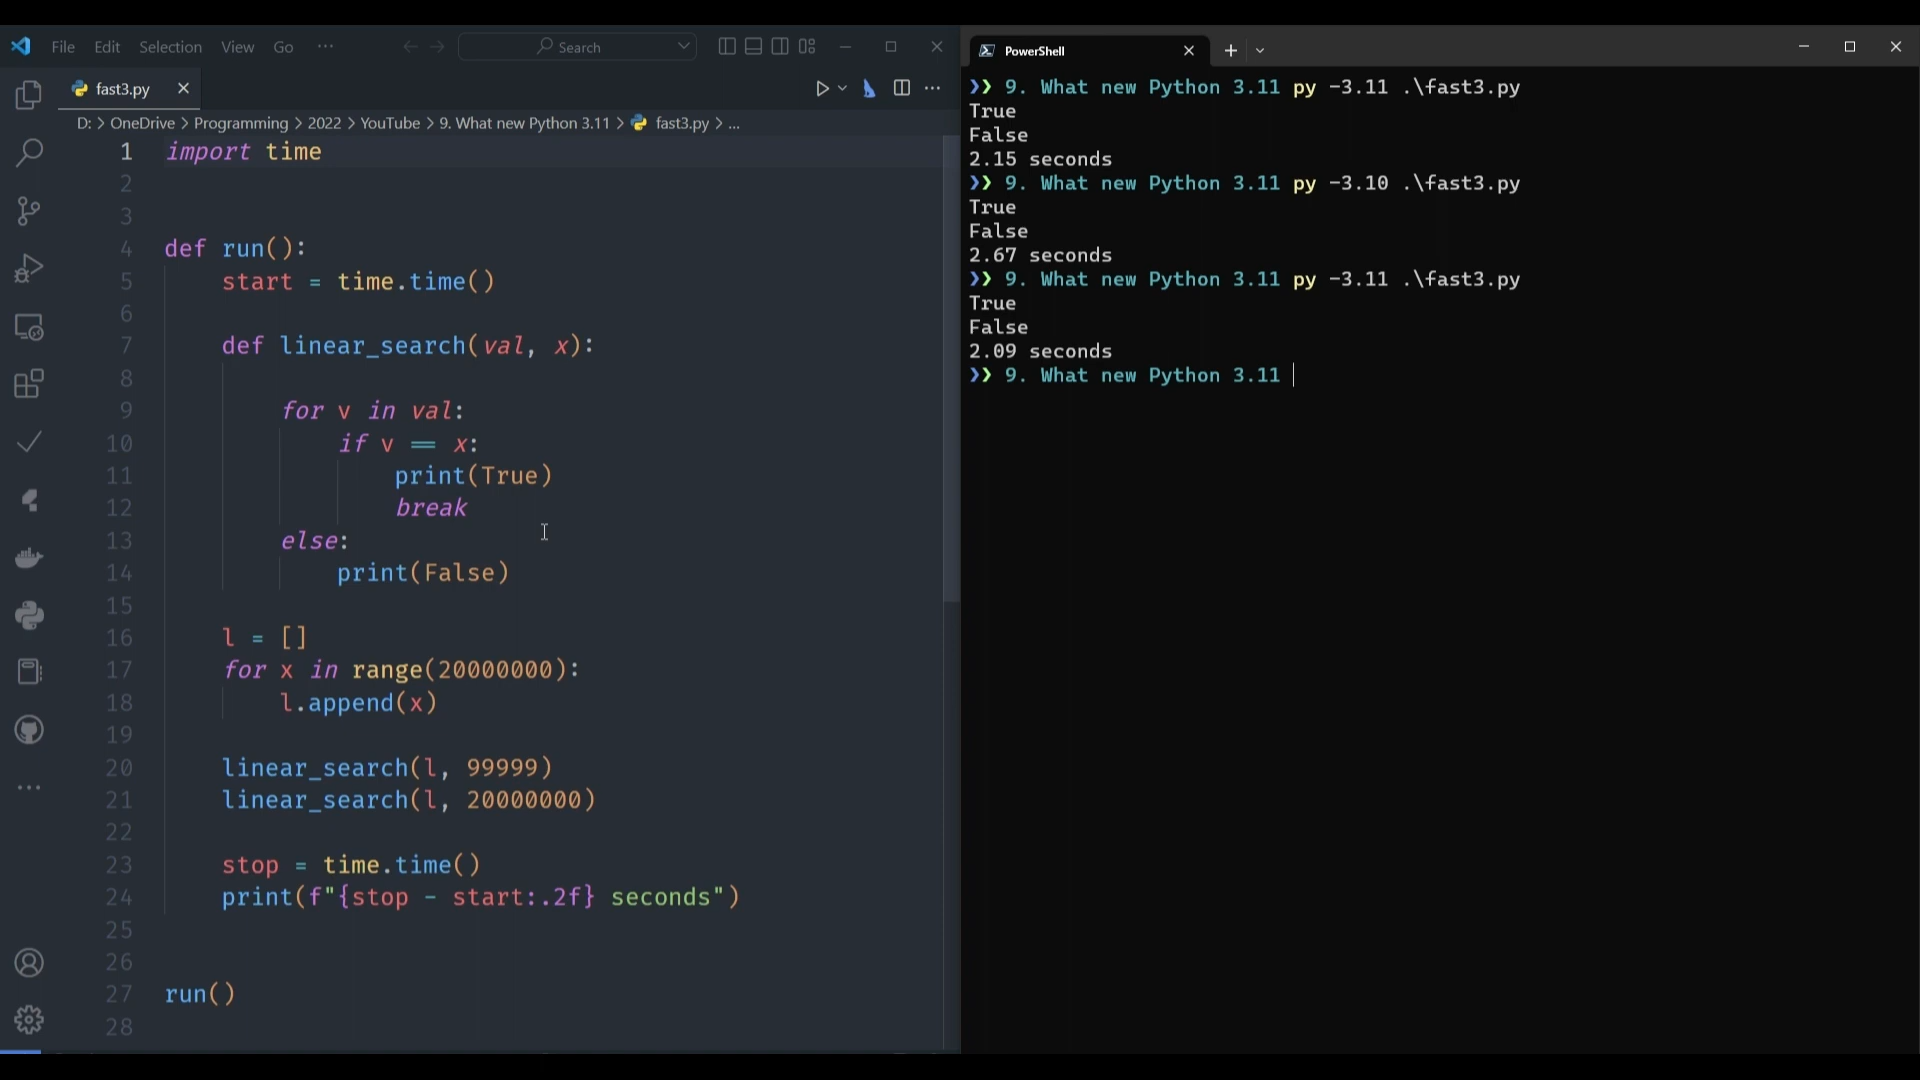 File Edit Selection View Go ··· Search
fast3.py
D: > OneDrive > Programming > 2022 > YouTube > 9. What new Python 3.11 > fast3.py > ...
1 import time
2
3
4 def run():
5 start = time.time()
6
7 def linear_search(val, x):
8
9 for v in val:
10 if v == x:
11 print(True)
12 break
13 else:
14 print(False)
15
16 l = []
17 for x in range(20000000):
18 l.append(x)
19
20 linear_search(l, 99999)
21 linear_search(l, 20000000)
22
23 stop = time.time()
24 print(f"{stop - start:.2f} seconds")
25
26
27 run()
28
PowerShell
❯❯ 9. What new Python 3.11 py -3.11 .\fast3.py
True
False
2.15 seconds
❯❯ 9. What new Python 3.11 py -3.10 .\fast3.py
True
False
2.67 seconds
❯❯ 9. What new Python 3.11 py -3.11 .\fast3.py
True
False
2.09 seconds
❯❯ 9. What new Python 3.11